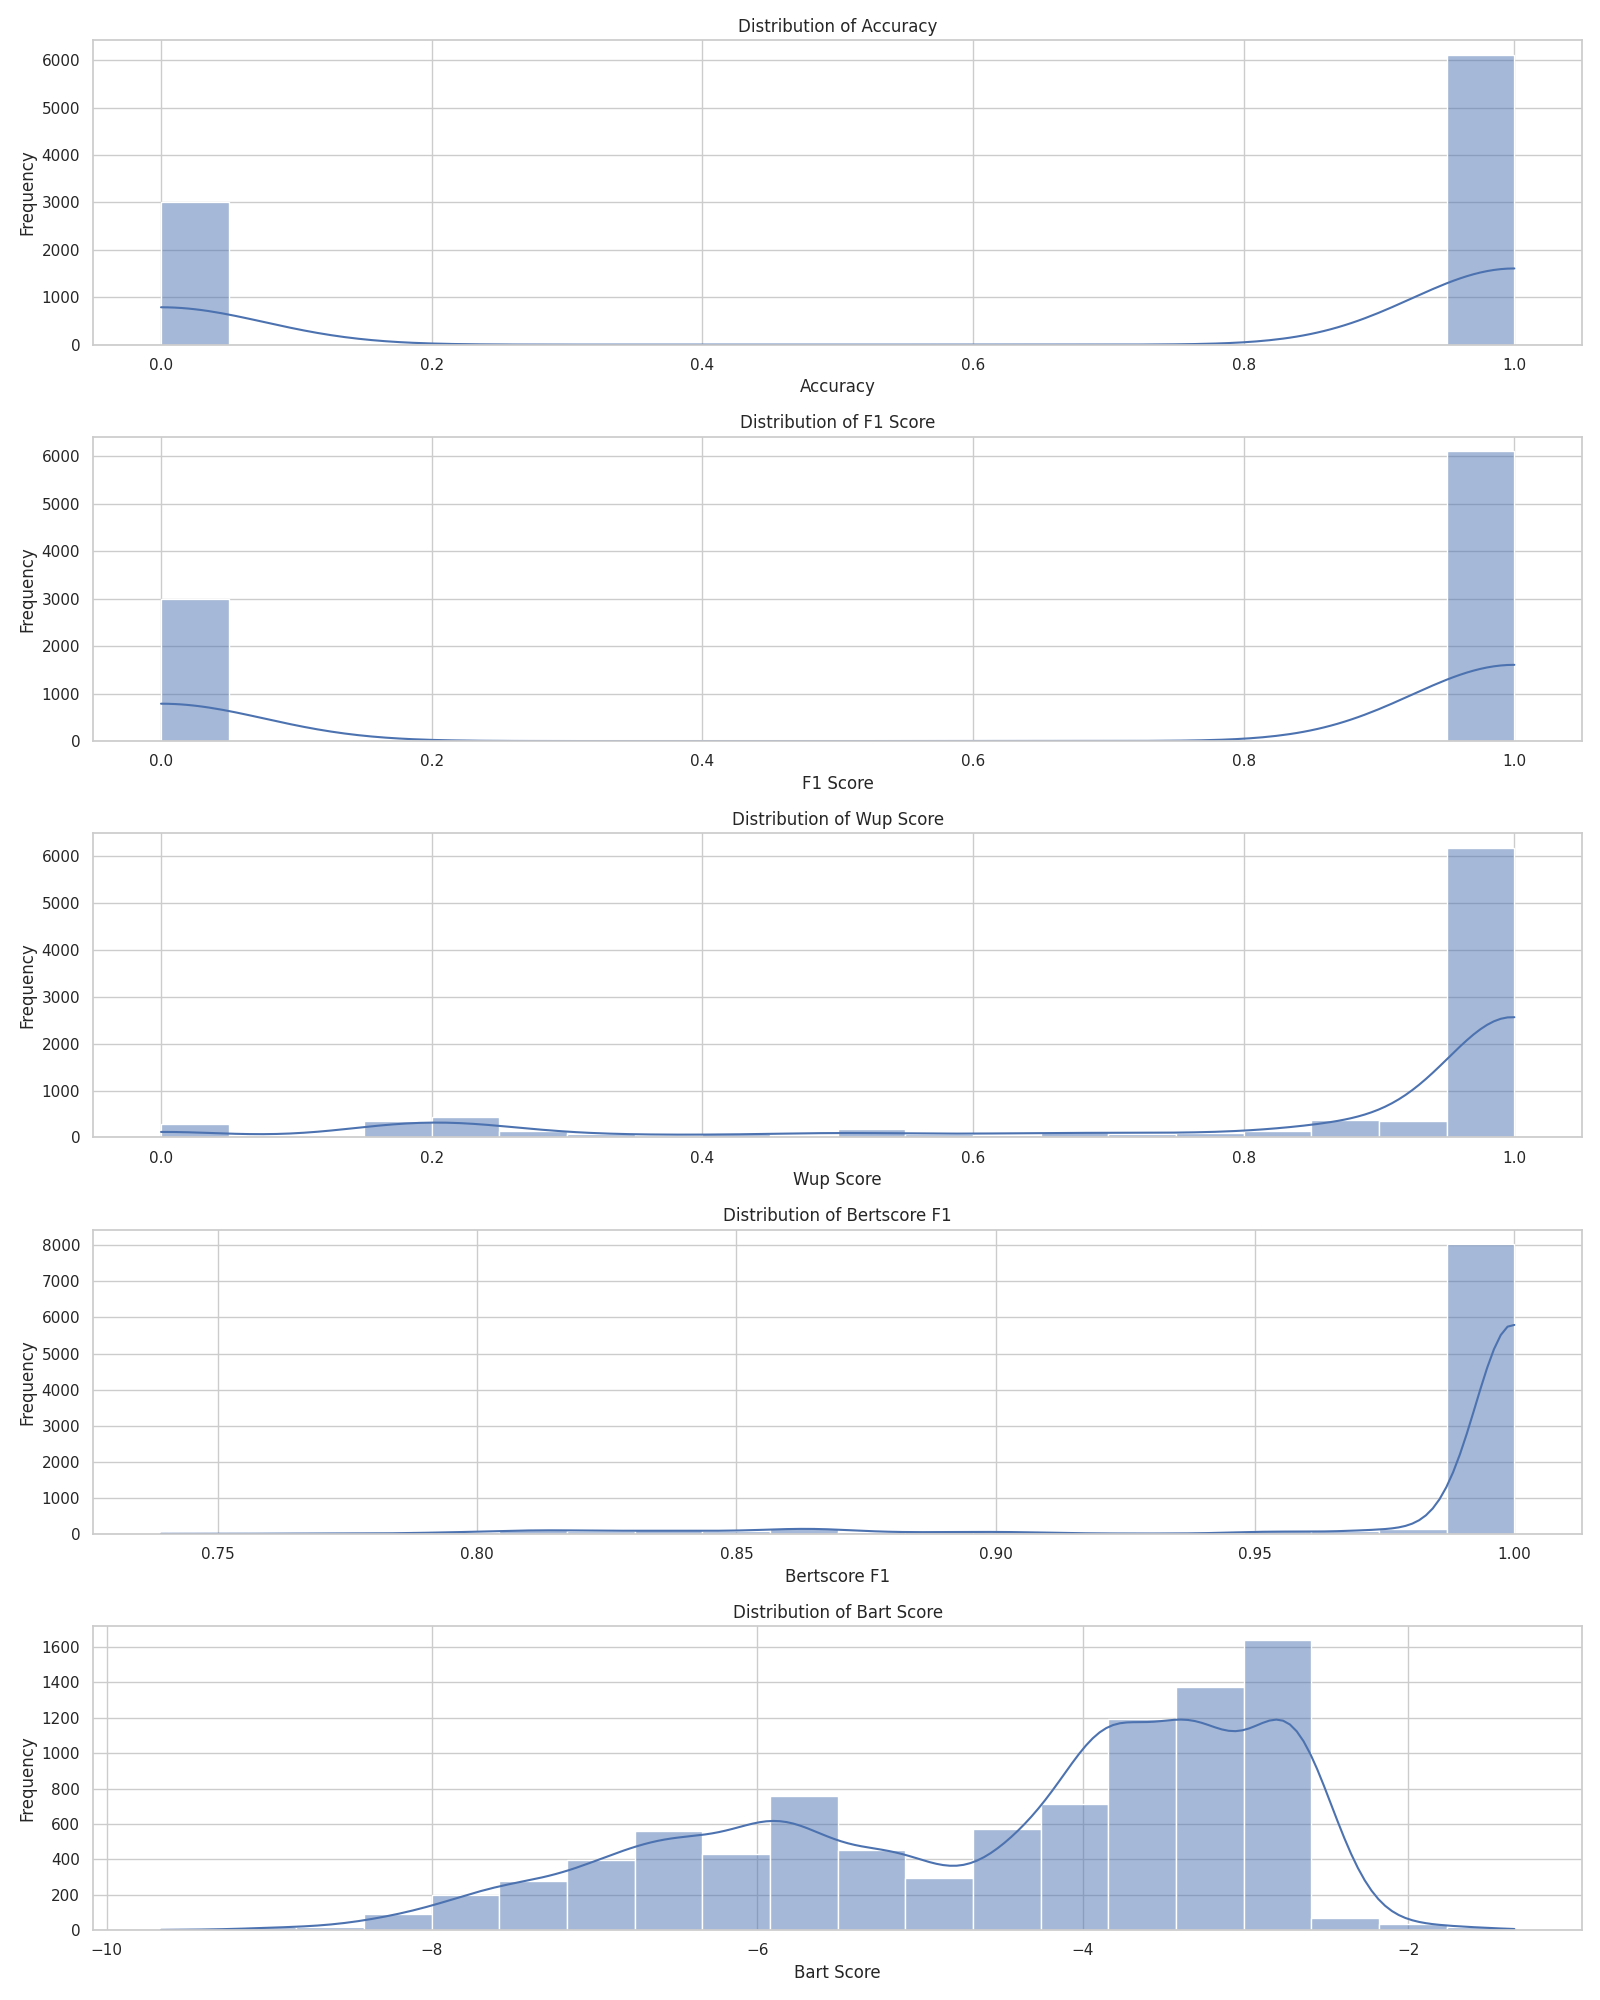 Distribution of Accuracy
6000
5000
4000
3000
2000
1000
0
Frequency
0.0 0.2 0.4 0.6 0.8 1.0
Accuracy
Distribution of F1 Score
6000
5000
4000
3000
2000
1000
0
Frequency
0.0 0.2 0.4 0.6 0.8 1.0
F1 Score
Distribution of Wup Score
6000
5000
4000
3000
2000
1000
0
Frequency
0.0 0.2 0.4 0.6 0.8 1.0
Wup Score
Distribution of Bertscore F1
8000
7000
6000
5000
4000
3000
2000
1000
0
Frequency
0.75 0.80 0.85 0.90 0.95 1.00
Bertscore F1
Distribution of Bart Score
1600
1400
1200
1000
800
600
400
200
0
Frequency
−10 −8 −6 −4 −2
Bart Score